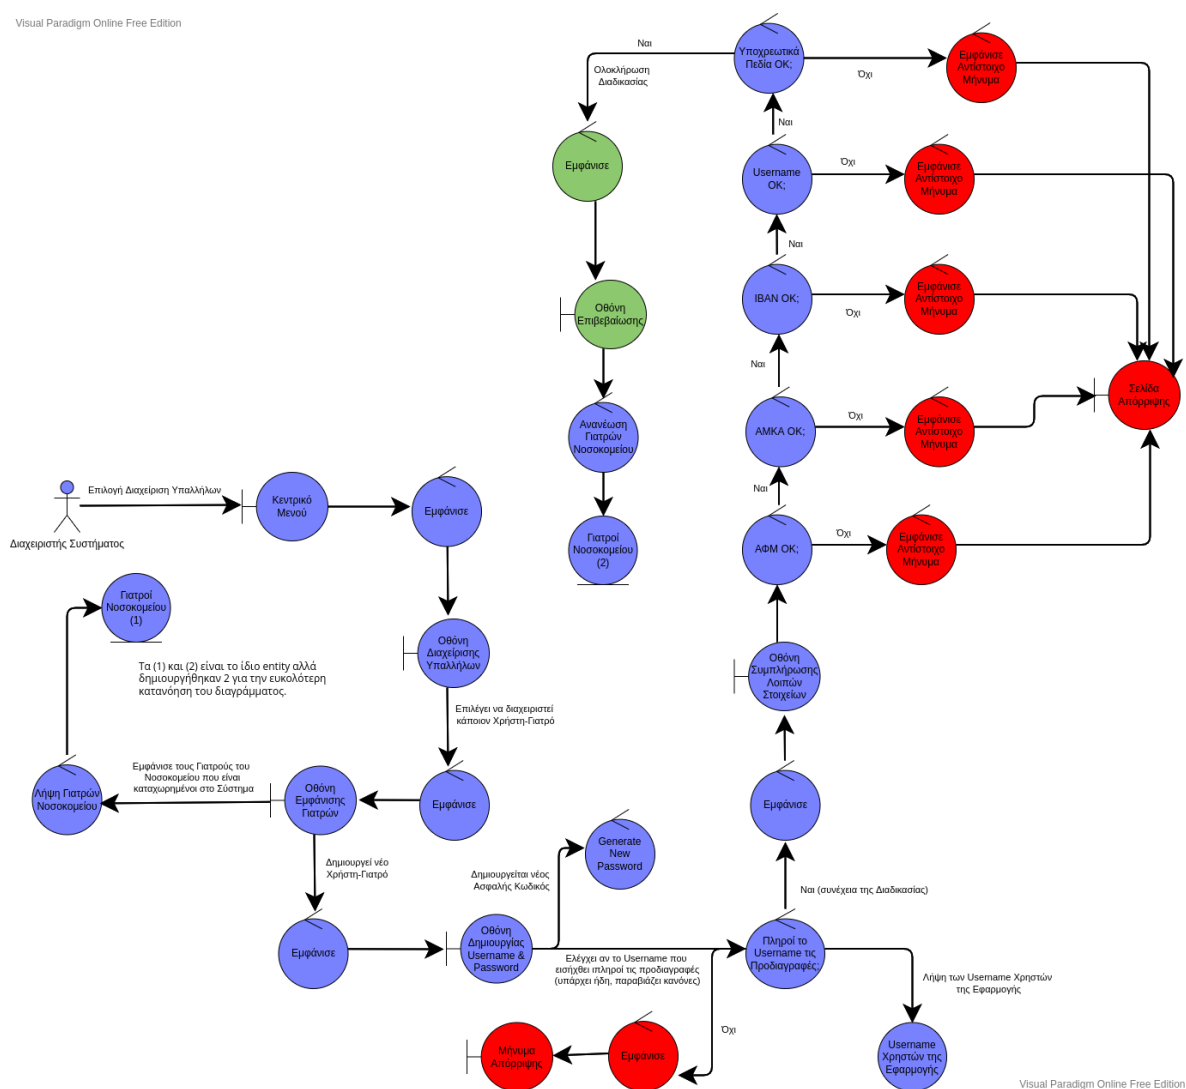 Visual Paradigm Online Free Edition
Ναι
Ολοκλήρωση
Διαδικασίας
Υποχρεωτικά
Πεδία ΟΚ;
Όχι
Εμφάνισε
Αντίστοιχο
Μήνυμα
Ναι
Εμφάνισε
Username
OK;
Όχι
Εμφάνισε
Αντίστοιχο
Μήνυμα
Ναι
Οθόνη
Επιβεβαίωσης
IBAN OK;
Όχι
Εμφάνισε
Αντίστοιχο
Μήνυμα
Ναι
Σελίδα
Απόρριψης
Ανανέωση
Γιατρών
Νοσοκομείου
ΑΜΚΑ ΟΚ;
Όχι
Εμφάνισε
Αντίστοιχο
Μήνυμα
Ναι
Επιλογή Διαχείριση Υπαλλήλων
Διαχειριστής Συστήματος
Κεντρικό
Μενού
Εμφάνισε
Γιατροί
Νοσοκομείου
(2)
ΑΦΜ ΟΚ;
Όχι
Εμφάνισε
Αντίστοιχο
Μήνυμα
Γιατροί
Νοσοκομείου
(1)
Τα (1) και (2) είναι το ίδιο entity αλλά
δημιουργήθηκαν 2 για την ευκολότερη
κατανόηση του διαγράμματος.
Οθόνη
Διαχείρισης
Υπαλλήλων
Οθόνη
Συμπλήρωσης
Λοιπών
Στοιχείων
Επιλέγει να διαχειριστεί
κάποιον Χρήστη-Γιατρό
Λήψη Γιατρών
Νοσοκομείου
Εμφάνισε τους Γιατρούς του
Νοσοκομείου που είναι
καταχωρημένοι στο Σύστημα
Οθόνη
Εμφάνισης
Γιατρών
Εμφάνισε
Εμφάνισε
Δημιουργεί νέο
Χρήστη-Γιατρό
Generate
New
Password
Δημιουργείται νέος
Ασφαλής Κωδικός
Ναι (συνέχεια της Διαδικασίας)
Εμφάνισε
Οθόνη
Δημιουργίας
Username &
Password
Ελέγχει αν το Username που
εισήχθει ιπληροί τις προδιαγραφές
(υπάρχει ήδη, παραβιάζει κανόνες)
Πληροί το
Username τις
Προδιαγραφές;
Λήψη των Username Χρηστών
της Εφαρμογής
Όχι
Μήνυμα
Απόρριψης
Εμφάνισε
Username
Χρηστών της
Εφαρμογής
Visual Paradigm Online Free Edition